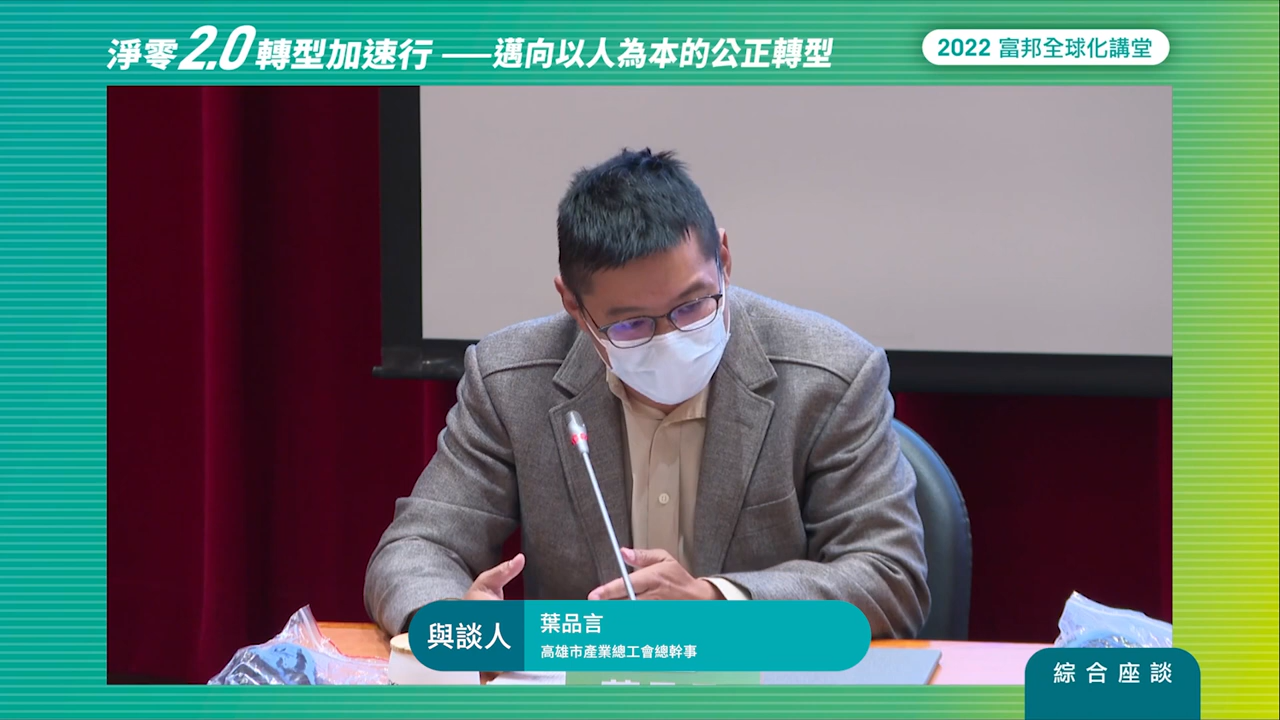 淨零2.0轉型加速行——邁向以人為本的公正轉型
2022 富邦全球化講堂
與談人
葉品言
高雄市產業總工會總幹事
綜合座談